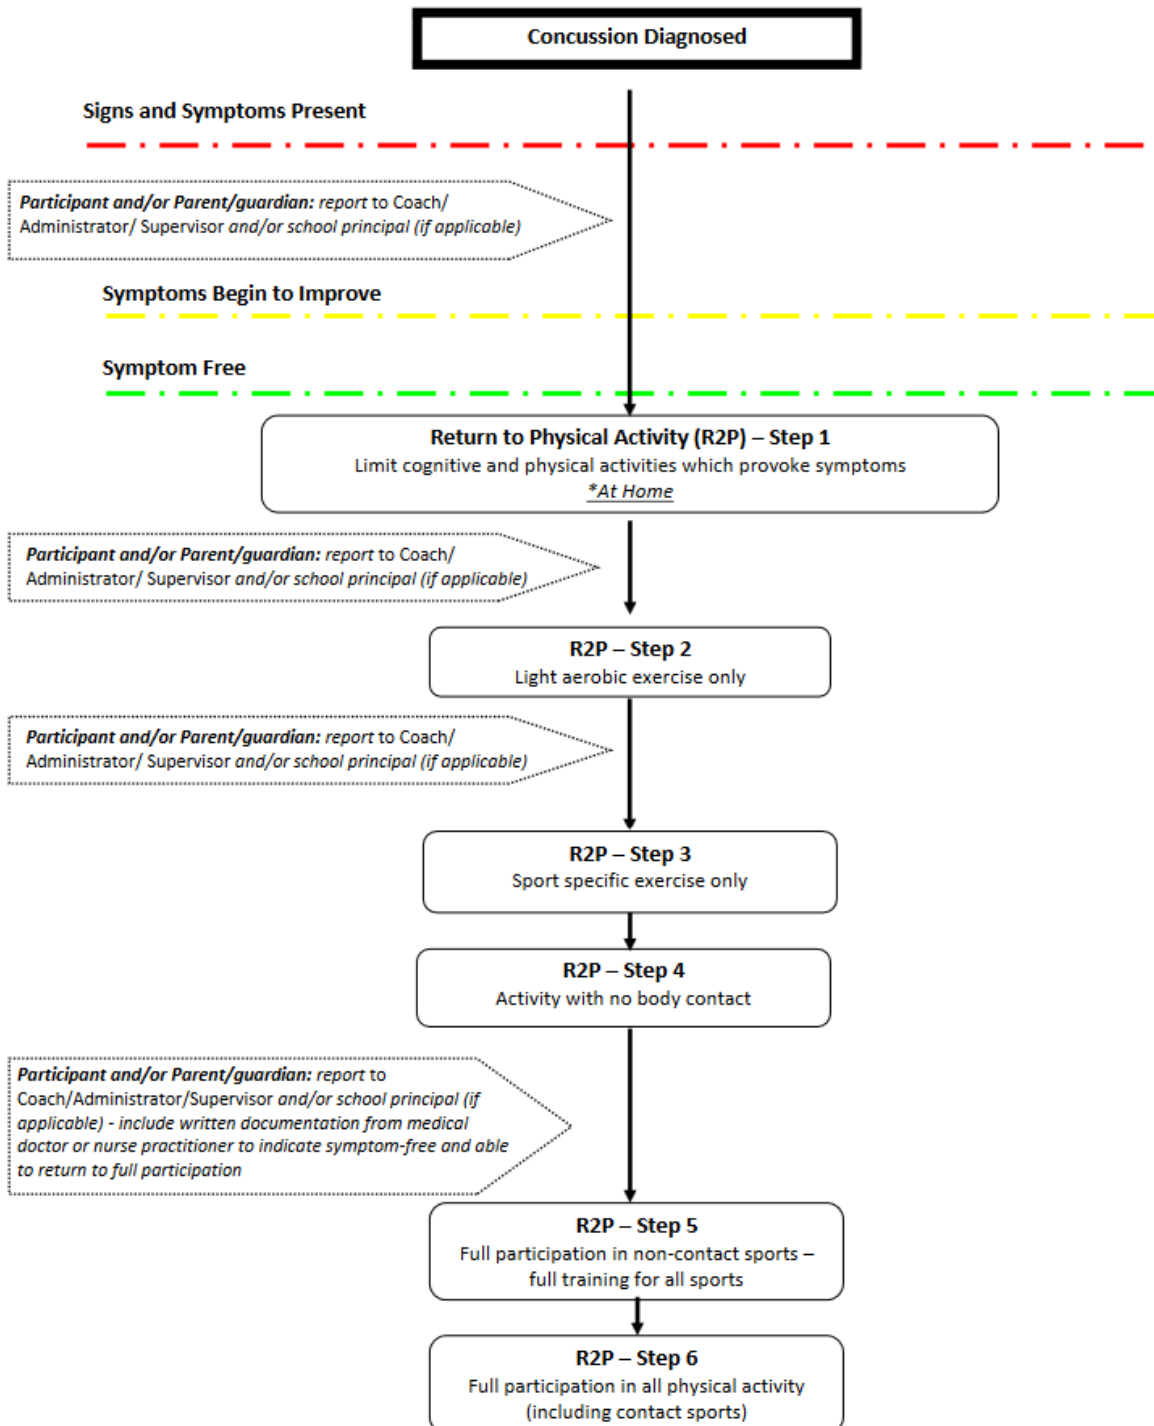 Concussion Diagnosed
Signs and Symptoms Present
Participant and/or Parent/guardian: report to Coach/
Administrator/ Supervisor and/or school principal (if applicable)
Symptoms Begin to Improve
Symptom Free
Return to Physical Activity (R2P) – Step 1
Limit cognitive and physical activities which provoke symptoms
*At Home
Participant and/or Parent/guardian: report to Coach/
Administrator/ Supervisor and/or school principal (if applicable)
R2P – Step 2
Light aerobic exercise only
Participant and/or Parent/guardian: report to Coach/
Administrator/ Supervisor and/or school principal (if applicable)
R2P – Step 3
Sport specific exercise only
R2P – Step 4
Activity with no body contact
Participant and/or Parent/guardian: report to
Coach/Administrator/Supervisor and/or school principal (if
applicable) - include written documentation from medical
doctor or nurse practitioner to indicate symptom-free and able
to return to full participation
R2P – Step 5
Full participation in non-contact sports –
full training for all sports
R2P – Step 6
Full participation in all physical activity
(including contact sports)